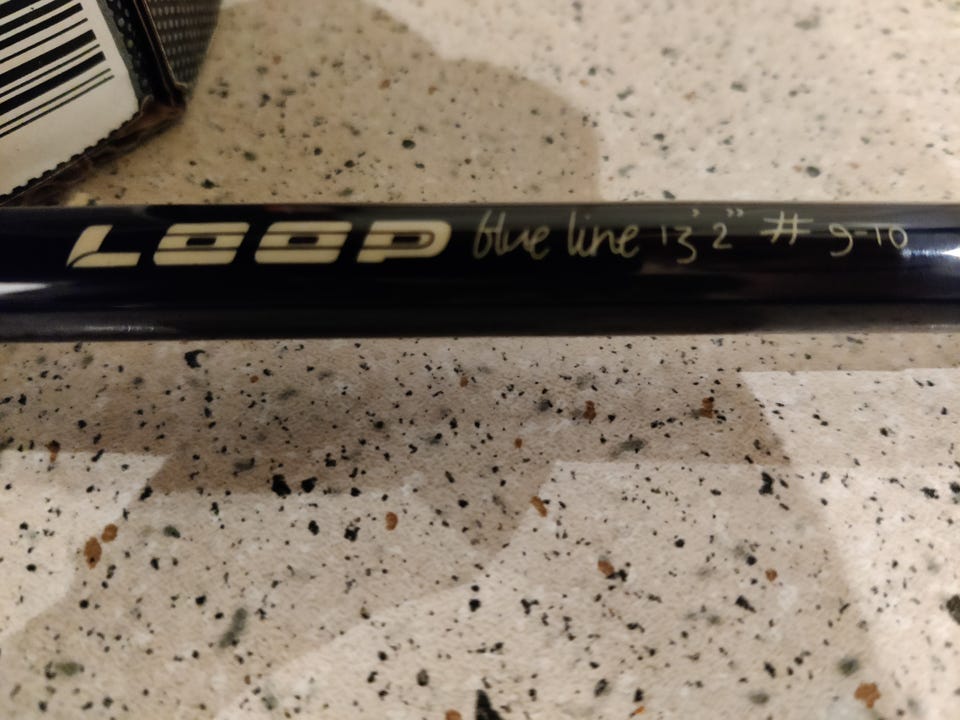 LOOP blue line 13' 2'' # 9-10